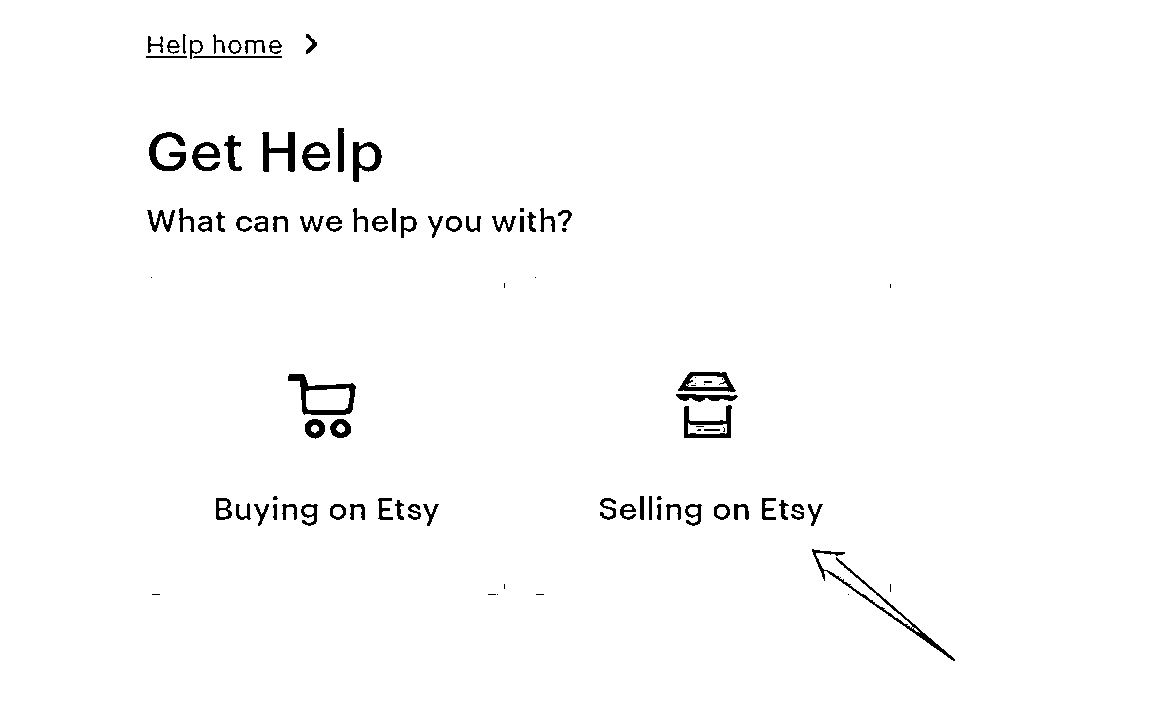 Help home
Get Help
What can we help you with?
Buying on Etsy
Selling on Etsy